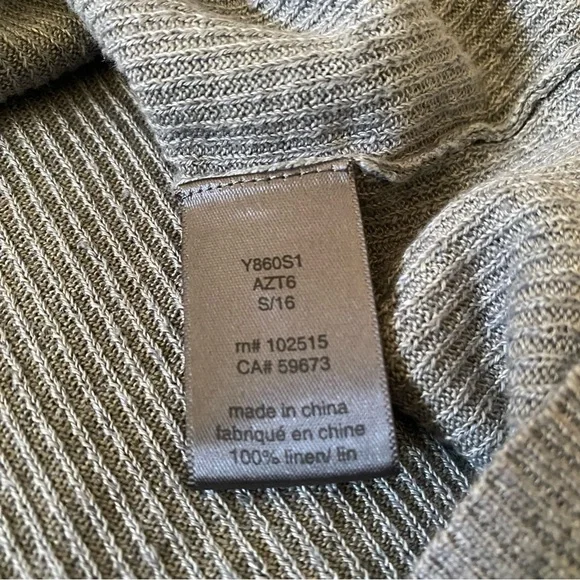 Y860S1
AZT6
S/16
rn# 102515
CA# 59673
made in china
fabriqué en chine
100% linen/ lin